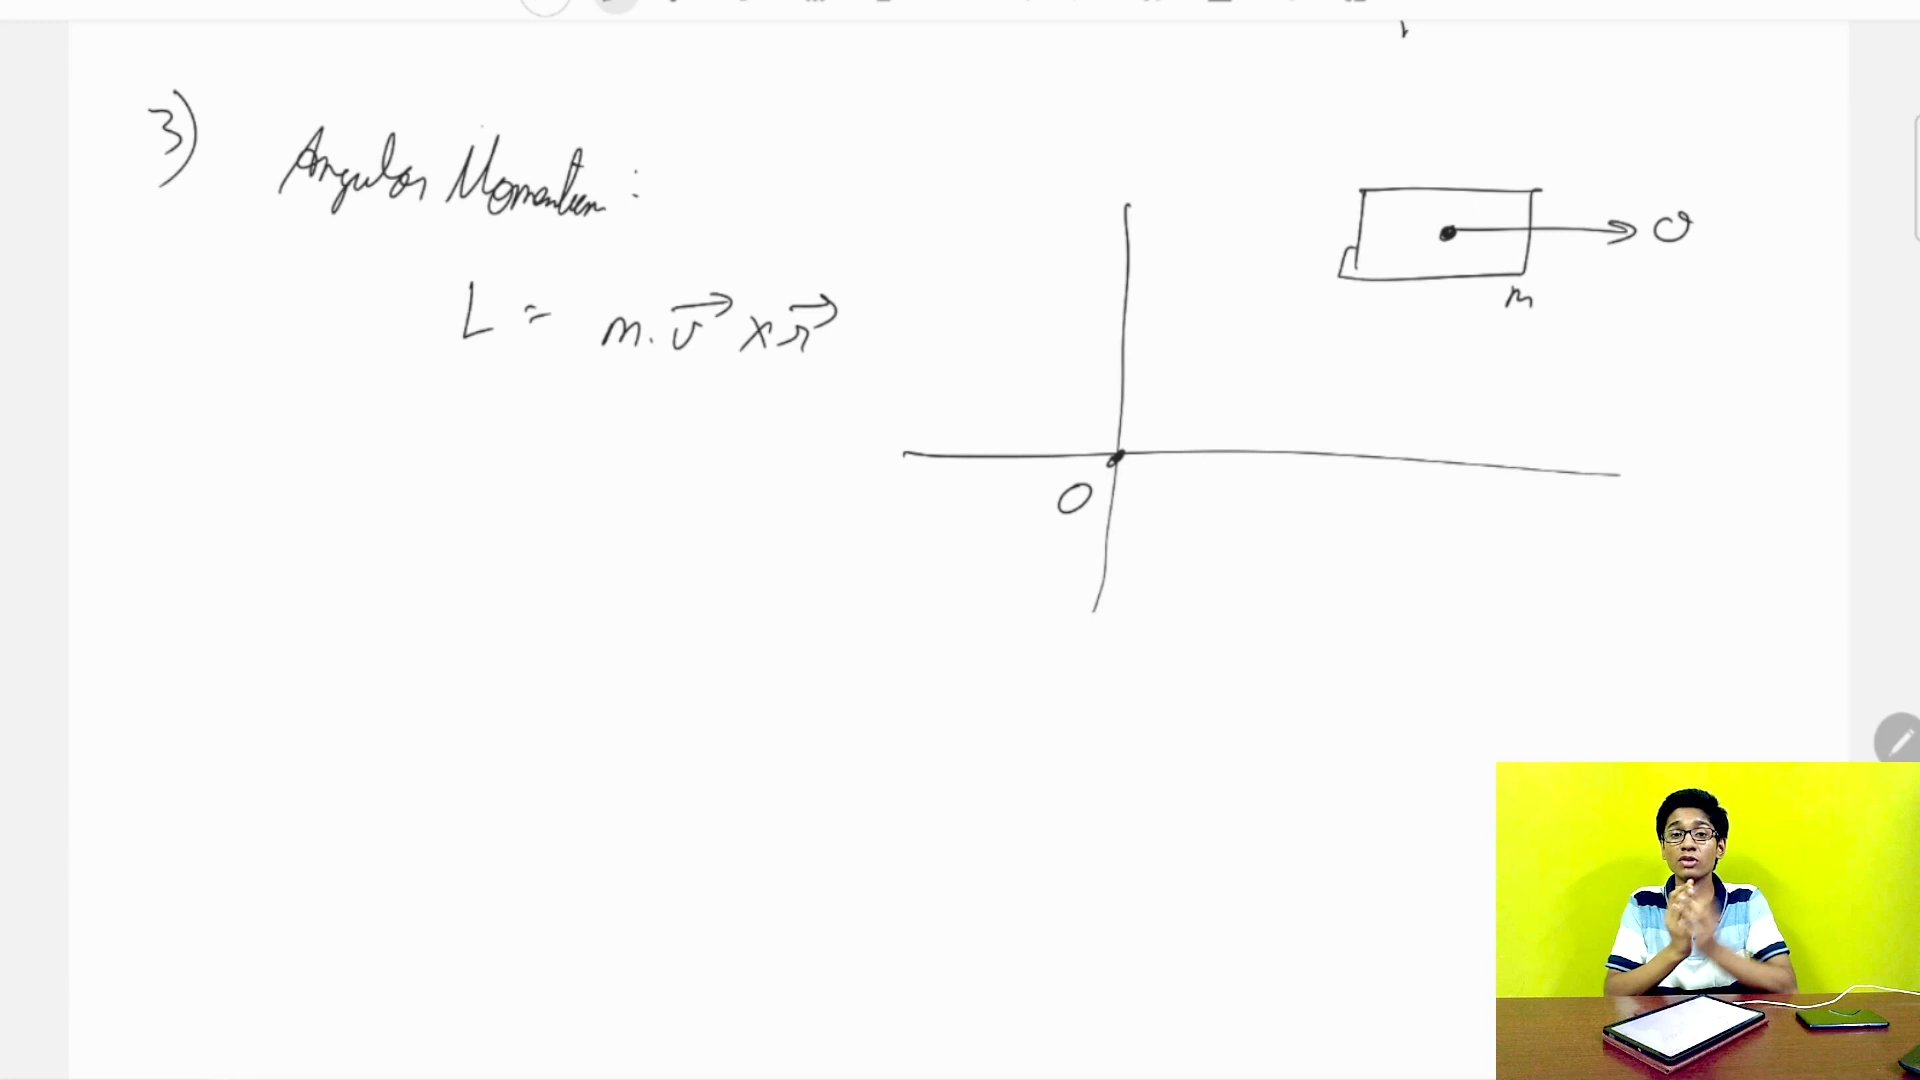 3) Angular Momentum :
L = m. v⃗ × r⃗
v
m
O